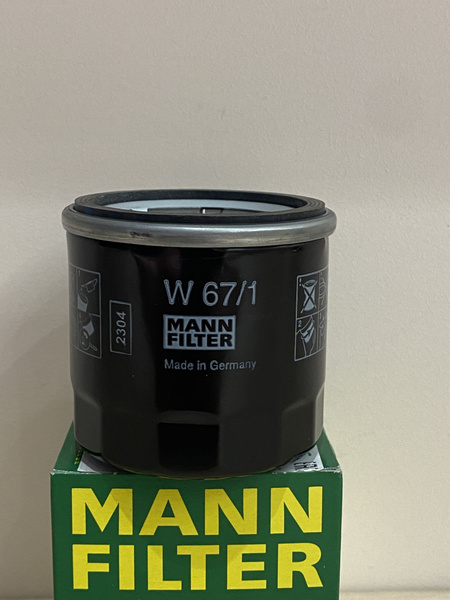 W 67/1
MANN
FILTER
Made in Germany
2304
MANN
FILTER